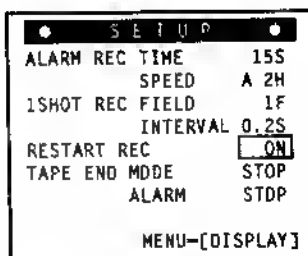 SETUP
ALARM REC TIME 15S
SPEED A 2H
1SHOT REC FIELD 1F
INTERVAL 0.2S
RESTART REC ON
TAPE END MODE STOP
ALARM STOP
MENU-[DISPLAY]